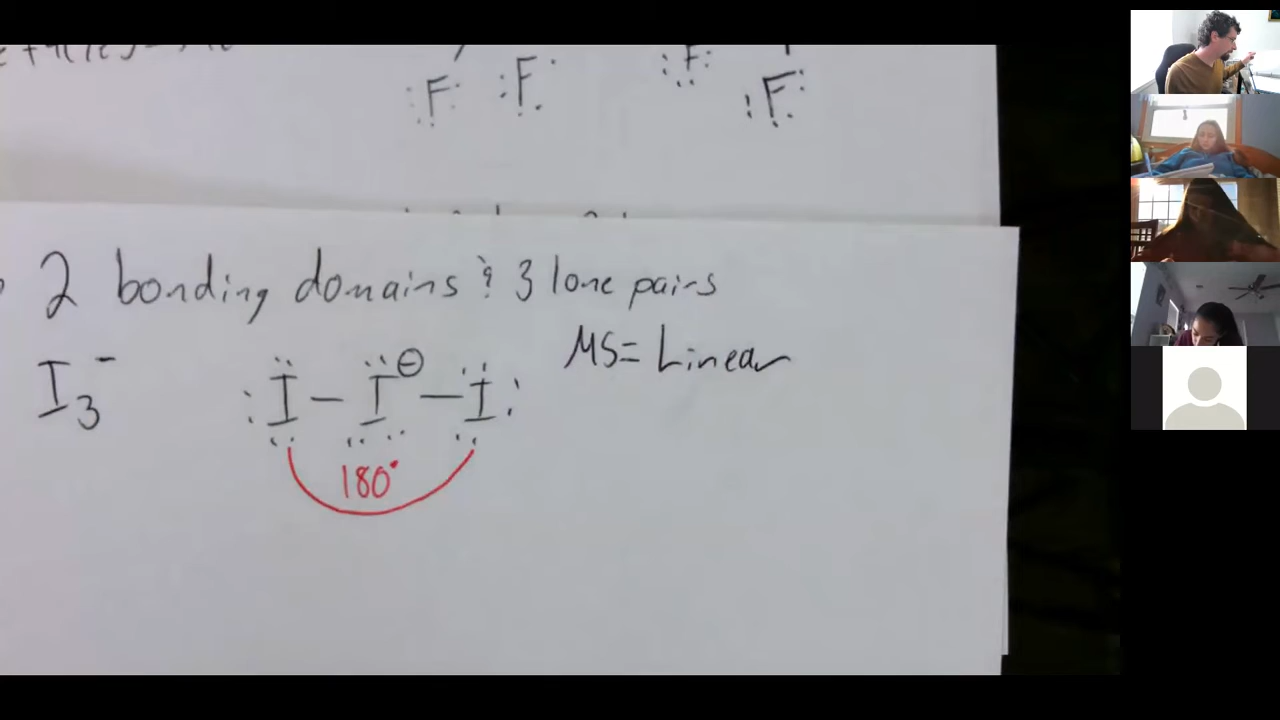 :F: :F: :F: :F:
2 bonding domains & 3 lone pairs
I3⁻ :I – I⊖ – I: MS = Linear
180°